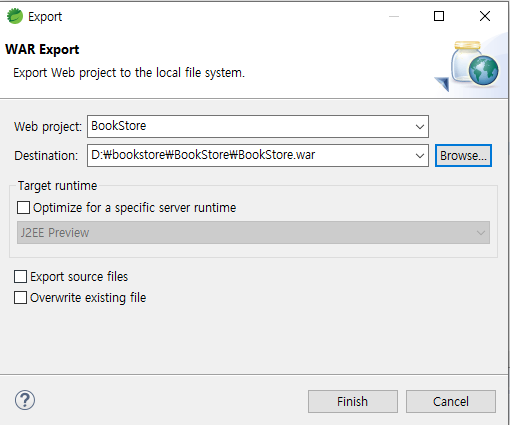 Export
WAR Export
Export Web project to the local file system.
Web project: BookStore
Destination: D:₩bookstore₩BookStore₩BookStore.war Browse...
Target runtime
Optimize for a specific server runtime
J2EE Preview
Export source files
Overwrite existing file
? Finish Cancel